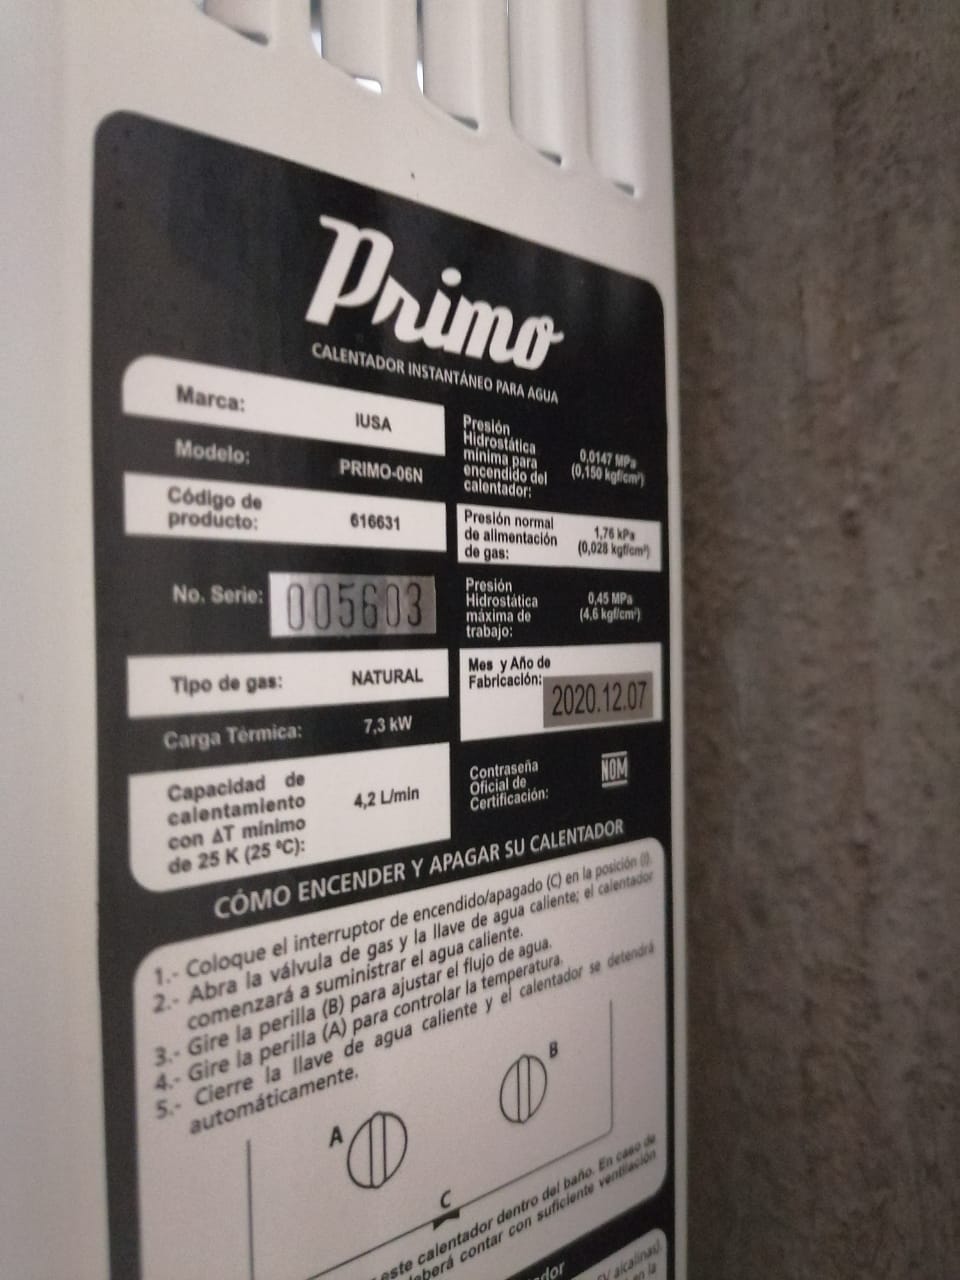 Primo
CALENTADOR INSTANTÁNEO PARA AGUA
Marca: IUSA
Modelo: PRIMO-06N
Código de
producto: 616631
No. Serie: 005603
Tipo de gas: NATURAL
Carga Térmica: 7,3 kW
Capacidad de
calentamiento
con ΔT mínimo
de 25 K (25 °C): 4,2 L/min
Presión
Hidrostática
mínima para
encendido del
calentador:
0,0147 MPa
(0,150 kgf/cm²)
Presión normal
de alimentación
de gas:
1,76 kPa
(0,028 kgf/cm²)
Presión
Hidrostática
máxima de
trabajo:
0,45 MPa
(4,6 kgf/cm²)
Mes y Año de
Fabricación:
2020.12.07
Contraseña
Oficial de
Certificación:
NOM
CÓMO ENCENDER Y APAGAR SU CALENTADOR
1.- Coloque el interruptor de encendido/apagado (C) en la posición (I).
2.- Abra la válvula de gas y la llave de agua caliente; el calentador
comenzará a suministrar el agua caliente.
3.- Gire la perilla (B) para ajustar el flujo de agua.
4.- Gire la perilla (A) para controlar la temperatura.
5.- Cierre la llave de agua caliente y el calentador se detendrá
automáticamente.
A
B
C
este calentador dentro del baño. En caso de
deberá contar con suficiente ventilación
alcalinas).
en la